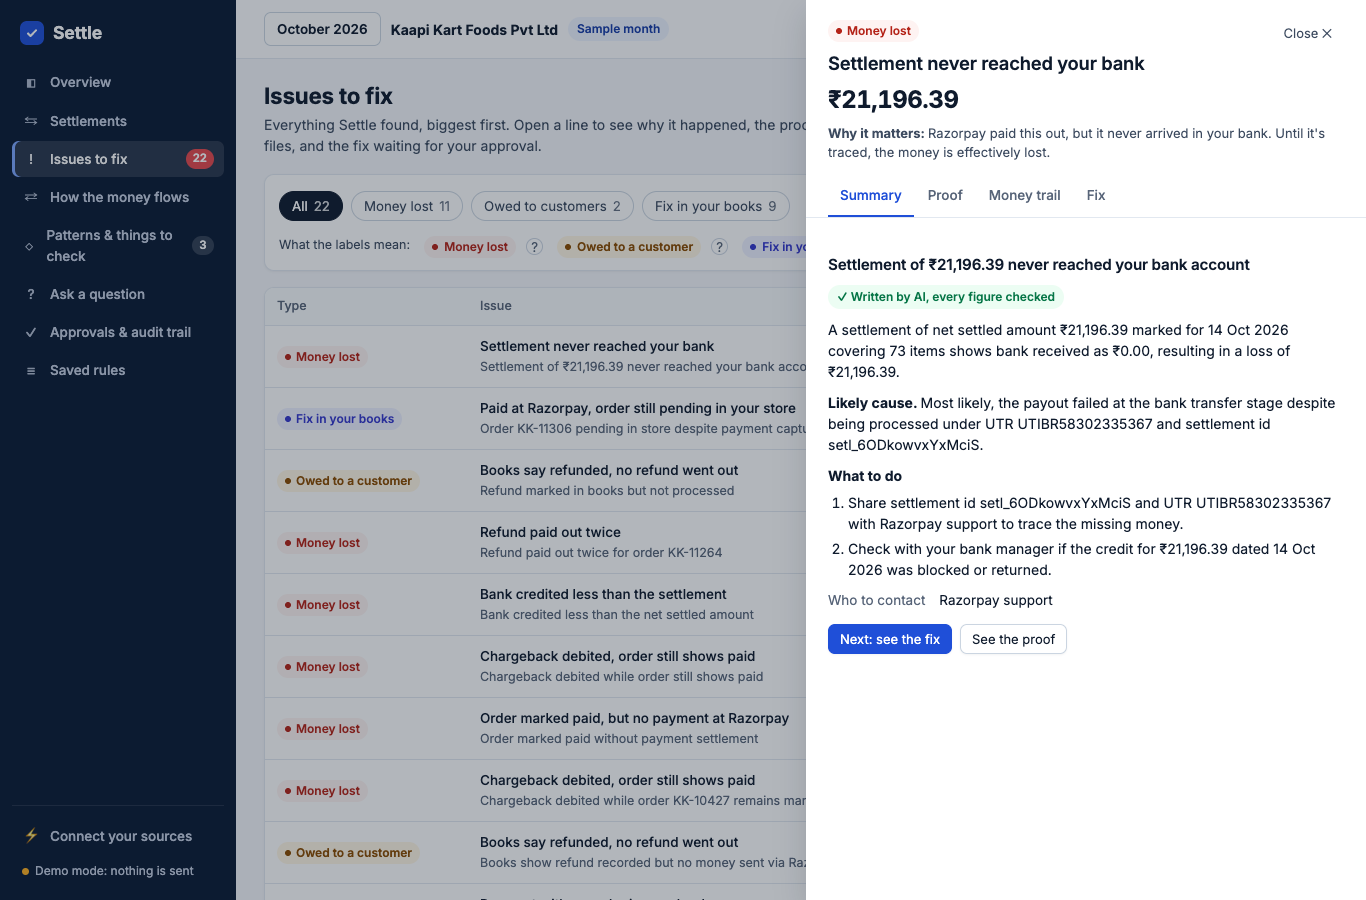 Settle
Overview
Settlements
Issues to fix 22
How the money flows
Patterns & things to
check 3
Ask a question
Approvals & audit trail
Saved rules
Connect your sources
Demo mode: nothing is sent
October 2026 Kaapi Kart Foods Pvt Ltd Sample month
Issues to fix
Everything Settle found, biggest first. Open a line to see why it happened, the
files, and the fix waiting for your approval.
All 22 Money lost 11 Owed to customers 2 Fix in your books 9
What the labels mean: Money lost ? Owed to a customer ? Fix in
Type Issue
Money lost Settlement never reached your bank
Settlement of ₹21,196.39 never reached your bank
Fix in your books Paid at Razorpay, order still pending in your store
Order KK-11306 pending in store despite payment
Owed to a customer Books say refunded, no refund went out
Refund marked in books but not processed
Money lost Refund paid out twice
Refund paid out twice for order KK-11264
Money lost Bank credited less than the settlement
Bank credited less than the net settled amount
Money lost Chargeback debited, order still shows paid
Chargeback debited while order still shows paid
Money lost Order marked paid, but no payment at Razorpay
Order marked paid without payment settlement
Money lost Chargeback debited, order still shows paid
Chargeback debited while order KK-10427 remains
Owed to a customer Books say refunded, no refund went out
Books show refund recorded but no money sent via
Money lost
Close ×
Settlement never reached your bank
₹21,196.39
Why it matters: Razorpay paid this out, but it never arrived in your bank. Until it's
traced, the money is effectively lost.
Summary Proof Money trail Fix
Settlement of ₹21,196.39 never reached your bank account
✓ Written by AI, every figure checked
A settlement of net settled amount ₹21,196.39 marked for 14 Oct 2026
covering 73 items shows bank received as ₹0.00, resulting in a loss of
₹21,196.39.
Likely cause. Most likely, the payout failed at the bank transfer stage despite
being processed under UTR UTIBR58302335367 and settlement id
setl_6ODkowvxYxMciS.
What to do
1. Share settlement id setl_6ODkowvxYxMciS and UTR UTIBR58302335367
with Razorpay support to trace the missing money.
2. Check with your bank manager if the credit for ₹21,196.39 dated 14 Oct
2026 was blocked or returned.
Who to contact Razorpay support
Next: see the fix See the proof